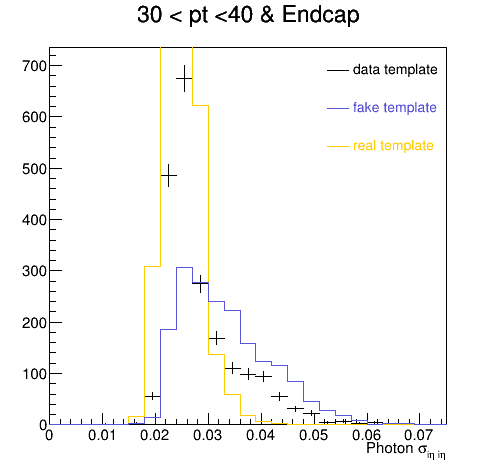 30 < pt <40 & Endcap
700
600
500
400
300
200
100
0
data template
fake template
real template
0 0.01 0.02 0.03 0.04 0.05 0.06 0.07
Photon σiη iη